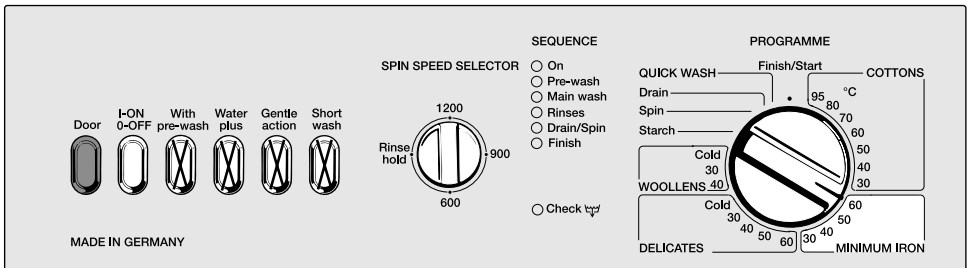 Door
I-ON
0-OFF
With
pre-wash
Water
plus
Gentle
action
Short
wash
MADE IN GERMANY
SPIN SPEED SELECTOR
1200
Rinse
hold
900
600
SEQUENCE
On
Pre-wash
Main wash
Rinses
Drain/Spin
Finish
Check
PROGRAMME
Finish/Start
QUICK WASH
Drain
Spin
Starch
COTTONS
°C
95
80
70
60
50
40
30
MINIMUM IRON
60
50
40
30
DELICATES
60
50
40
30
Cold
WOOLLENS
40
30
Cold